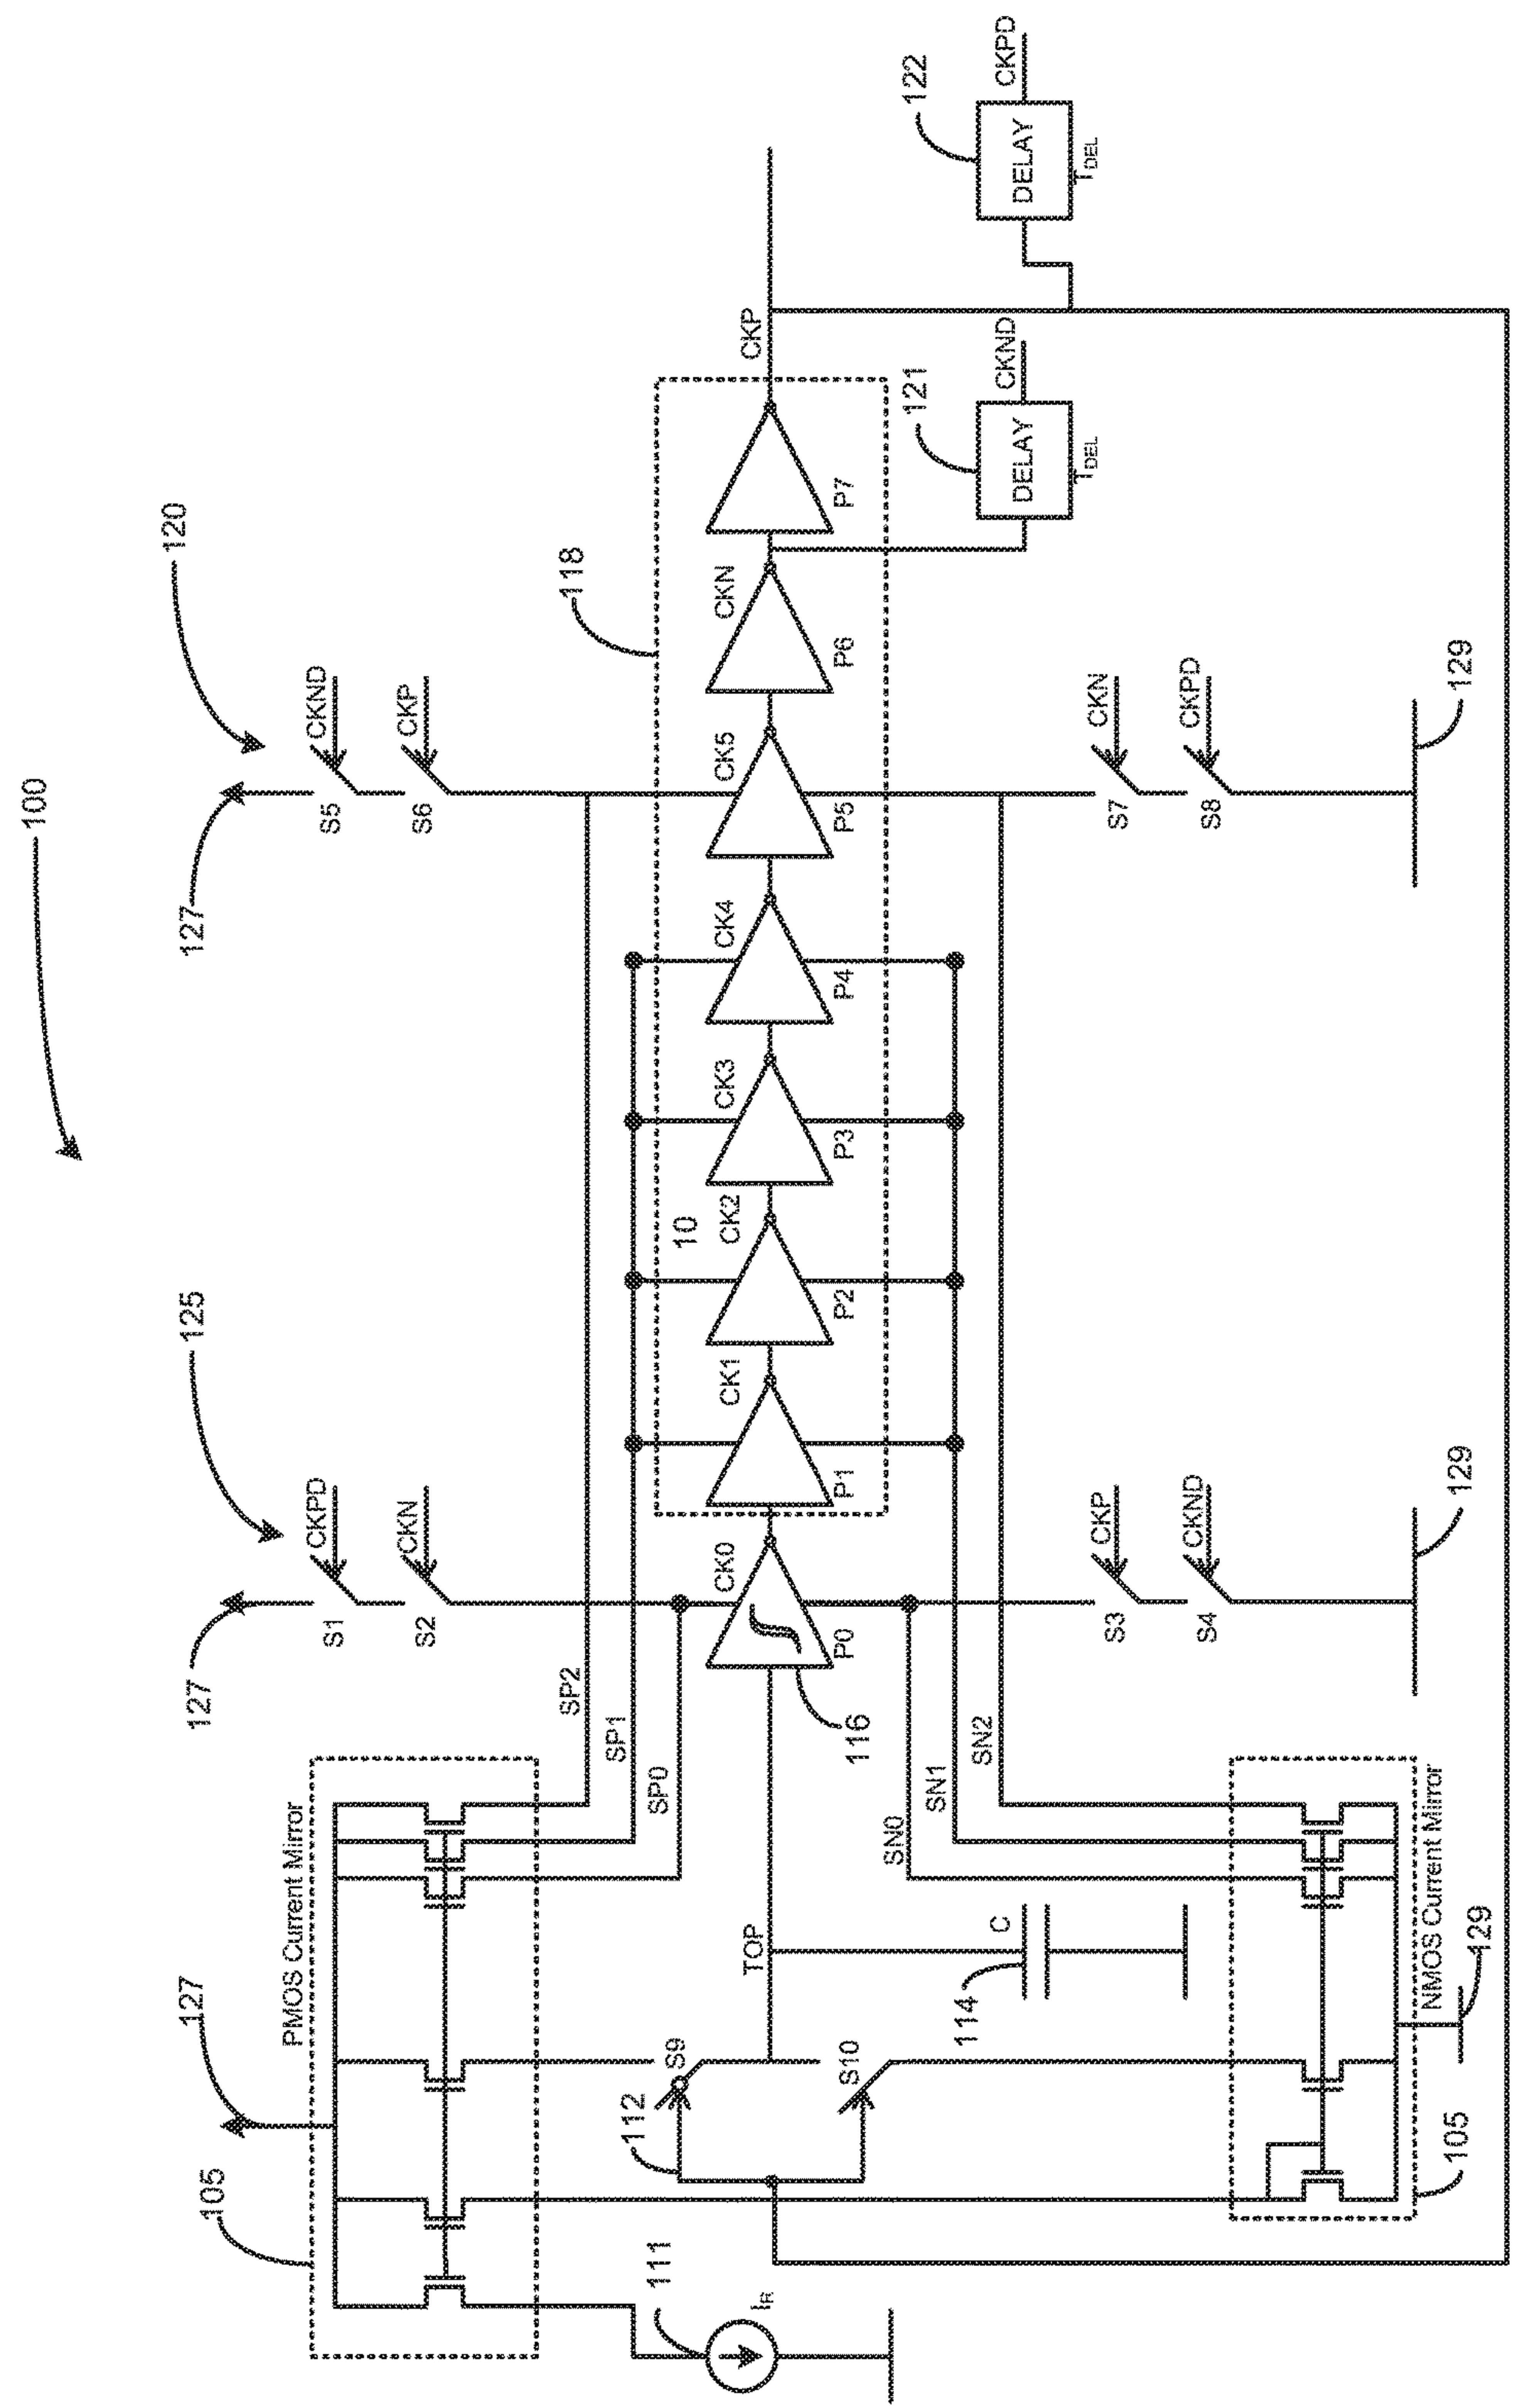 100
127
120
CKND
S5
CKP
S6
127
125
CKPD
S1
CKN
S2
127
105
PMOS Current Mirror
SP2
SP1
SP0
118
10
CK0
CK1
CK2
CK3
CK4
CK5
CKN
CKP
P0
P1
P2
P3
P4
P5
P6
P7
116
TOP
112
S9
S10
111
IR
114
C
SN0
SN1
SN2
121
DELAY
CKND
TDEL
122
DELAY
CKPD
TDEL
CKP
S3
CKND
S4
129
CKN
S7
CKPD
S8
129
NMOS Current Mirror
105
129